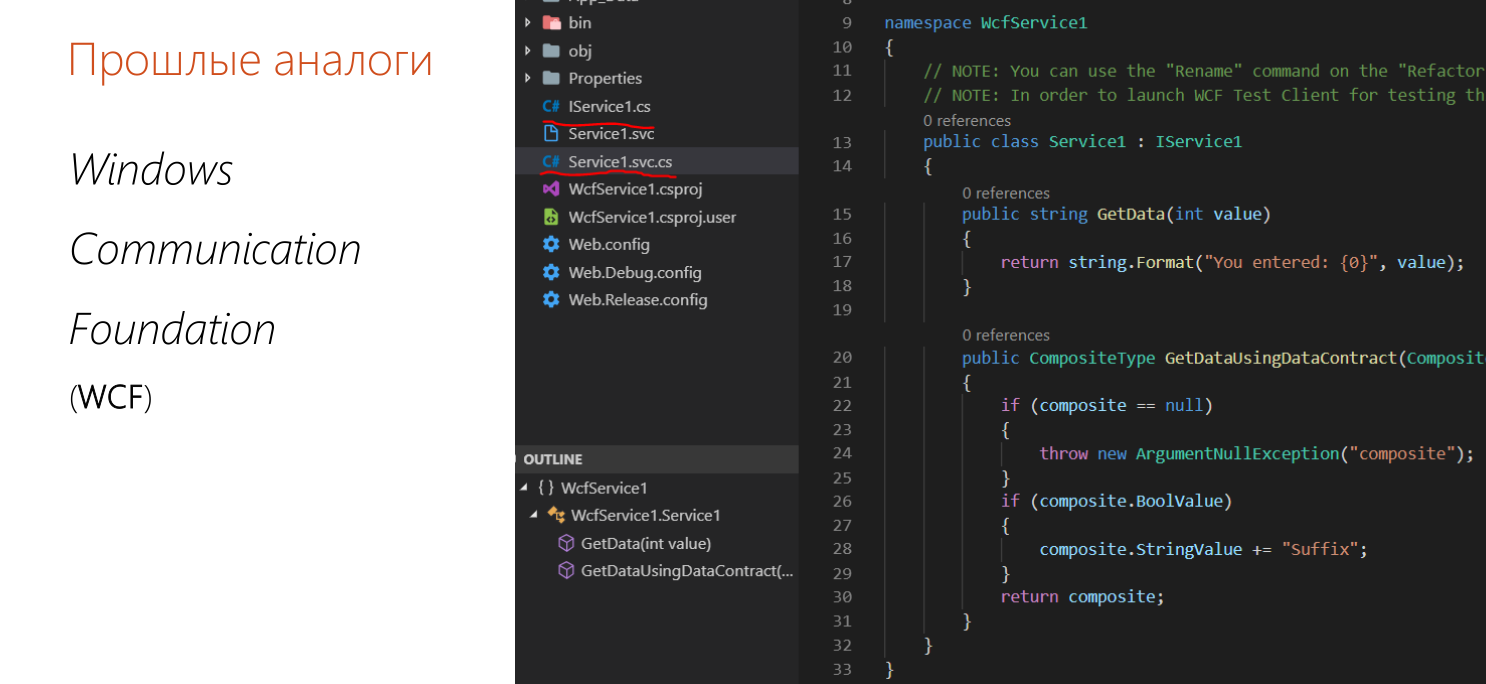 Прошлые аналоги
Windows
Communication
Foundation
(WCF)
bin
obj
Properties
C# IService1.cs
Service1.svc
C# Service1.svc.cs
WcfService1.csproj
WcfService1.csproj.user
Web.config
Web.Debug.config
Web.Release.config
OUTLINE
{ } WcfService1
WcfService1.Service1
GetData(int value)
GetDataUsingDataContract(...
9 namespace WcfService1
10 {
11 // NOTE: You can use the "Rename" command on the "Refactor
12 // NOTE: In order to launch WCF Test Client for testing th
0 references
13 public class Service1 : IService1
14 {
0 references
15 public string GetData(int value)
16 {
17 return string.Format("You entered: {0}", value);
18 }
19
0 references
20 public CompositeType GetDataUsingDataContract(Composit
21 {
22 if (composite == null)
23 {
24 throw new ArgumentNullException("composite");
25 }
26 if (composite.BoolValue)
27 {
28 composite.StringValue += "Suffix";
29 }
30 return composite;
31 }
32 }
33 }